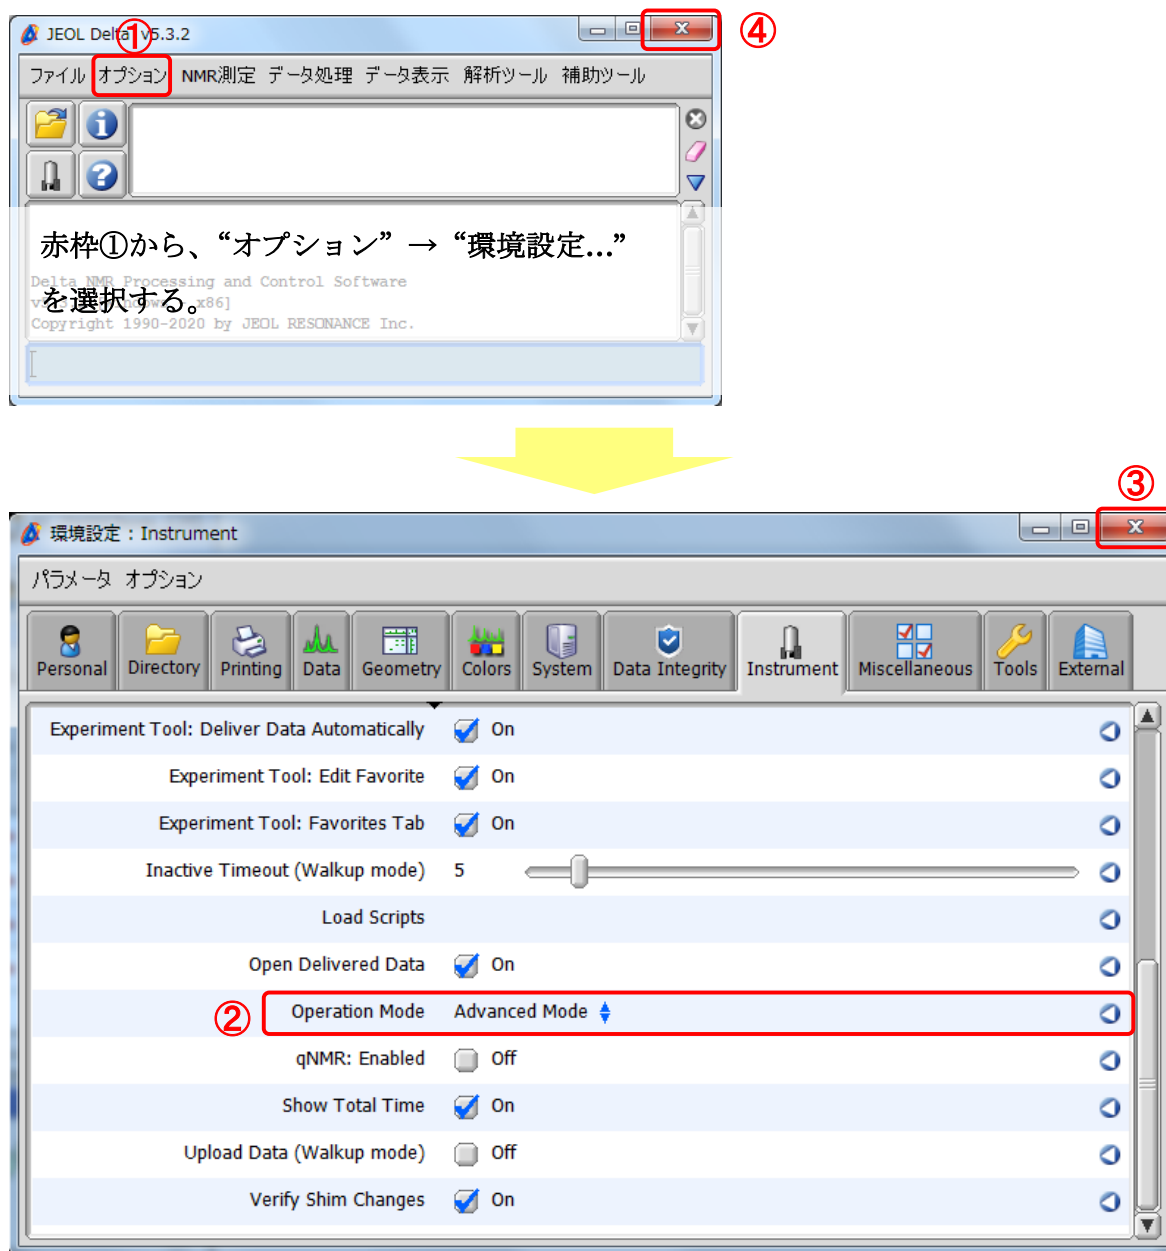 ④
JEOL Delta v5.3.2
①
ファイル オプション NMR測定 データ処理 データ表示 解析ツール 補助ツール
赤枠①から、“オプション” → “環境設定...”
Delta NMR Processing and Control Software
を選択する。
x86]
Copyright 1990-2020 by JEOL RESONANCE Inc.
③
環境設定 : Instrument
パラメータ オプション
Personal Directory Printing Data Geometry Colors System Data Integrity Instrument Miscellaneous Tools External
Experiment Tool: Deliver Data Automatically On
Experiment Tool: Edit Favorite On
Experiment Tool: Favorites Tab On
Inactive Timeout (Walkup mode) 5
Load Scripts
Open Delivered Data On
② Operation Mode Advanced Mode
qNMR: Enabled Off
Show Total Time On
Upload Data (Walkup mode) Off
Verify Shim Changes On